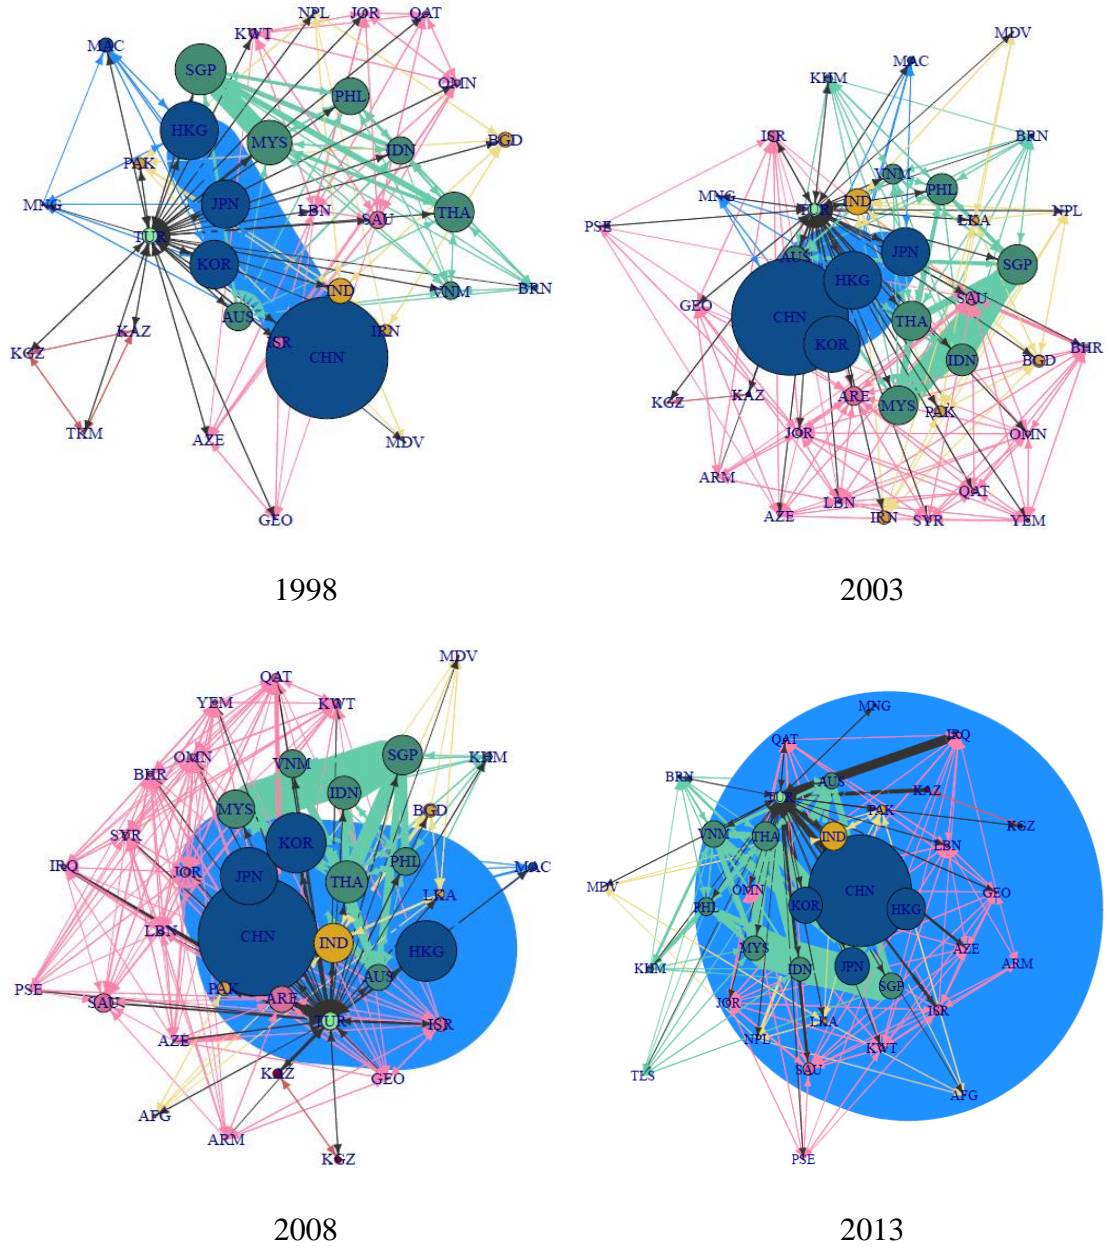 NPL JOR QAT
KWT
MAC
SGP OMN
PHL
HKG MYS BGD
IDN
PAK
JPN LBN SAU THA
MNG
TUR
KOR IND VNM BRN
AUS IRN
KAZ ISR CHN
KGZ
TKM AZE MDV
GEO
1998
MDV
MAC
KHM
ISR BRN
VNM
MNG IND PHL
TUR LKA NPL
PSE
AUS JPN SGP
HKG
GEO CHN SAU
THA
KOR IDN BGD BHR
KGZ KAZ ARE MYS PAK
JOR OMN
ARM
LBN QAT
AZE IRN SYR YEM
2003
MDV
QAT
YEM KWT
OMN VNM SGP KHM
BHR
MYS IDN BGD
SYR KOR
IRQ JOR JPN THA PHL MAC
LKA
LBN CHN IND HKG
PSE SAU PAK ARE AUS
TUR ISR
AZE
KAZ GEO
AFG
ARM
KGZ
2008
MNG
QAT IRQ
BRN AUS
TUR KAZ
PAK
VNM THA IND KGZ
LBN
MDV OMN CHN GEO
PHL KOR HKG
MYS AZE
KHM IDN JPN ARM
SGP
JOR LKA ISR
NPL KWT
TLS SAU
AFG
PSE
2013